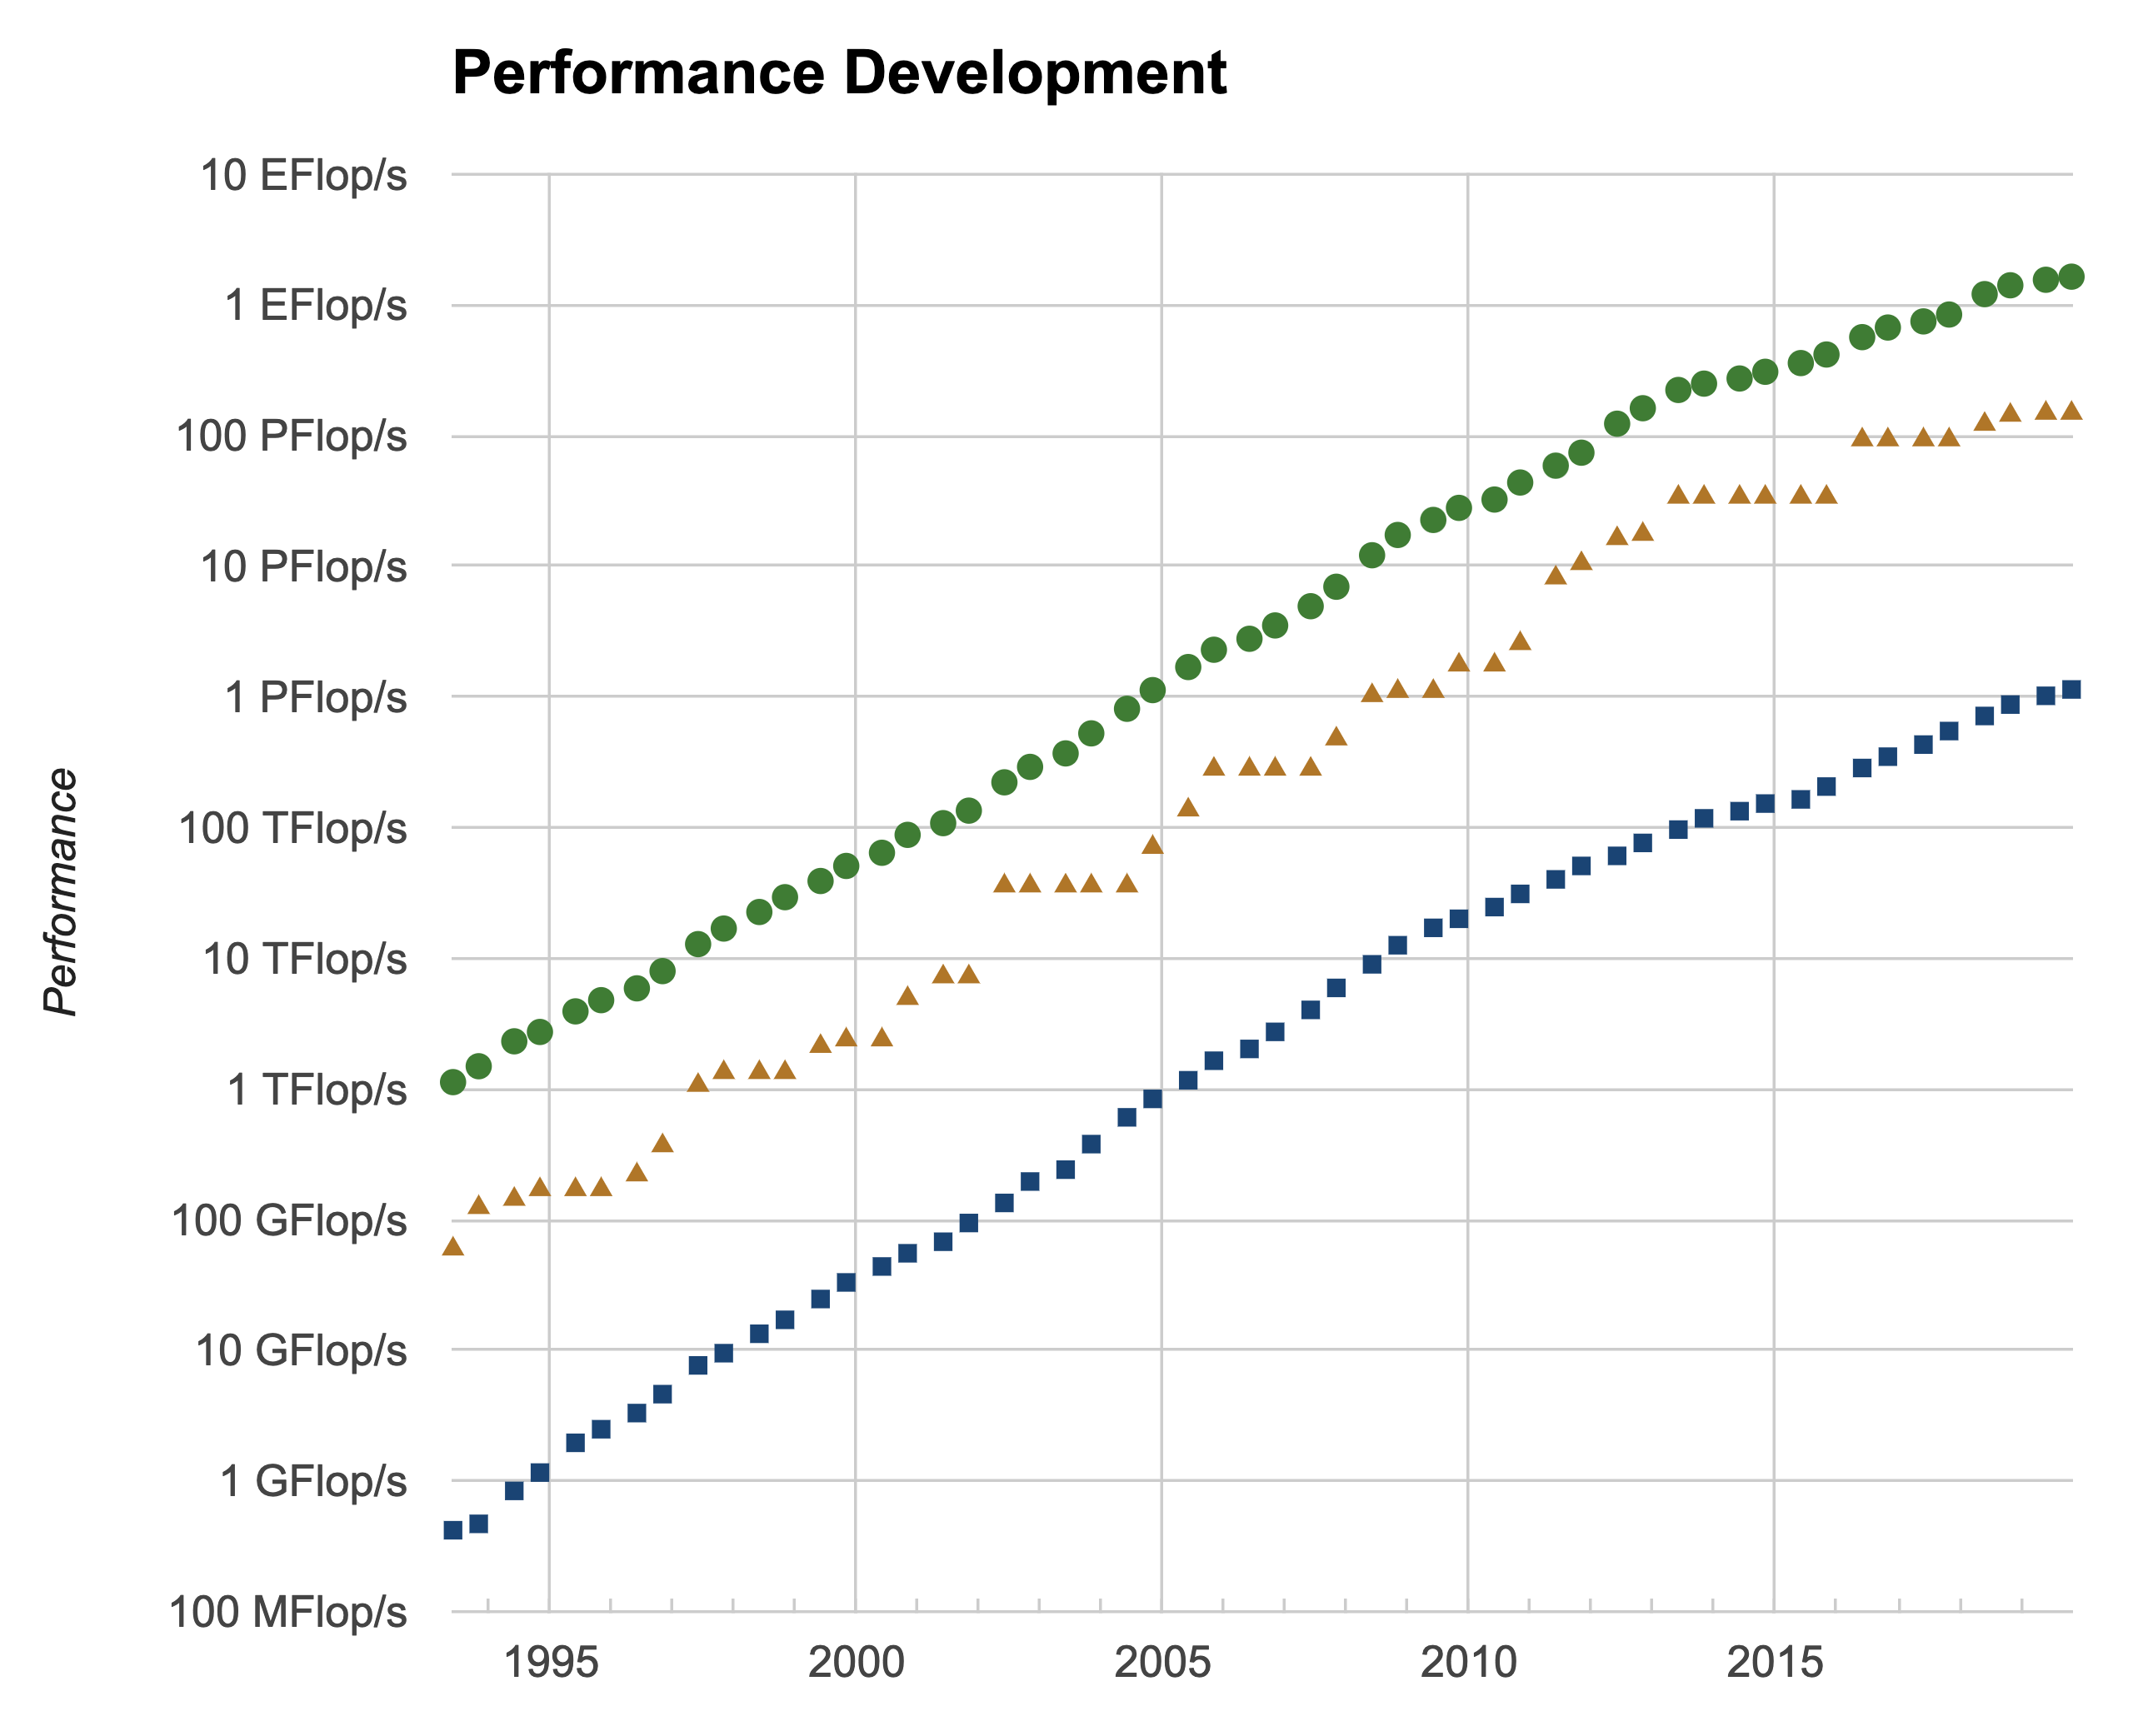 Performance Development
10 EFlop/s
1 EFlop/s
100 PFlop/s
10 PFlop/s
1 PFlop/s
100 TFlop/s
10 TFlop/s
1 TFlop/s
100 GFlop/s
10 GFlop/s
1 GFlop/s
100 MFlop/s
Performance
1995 2000 2005 2010 2015